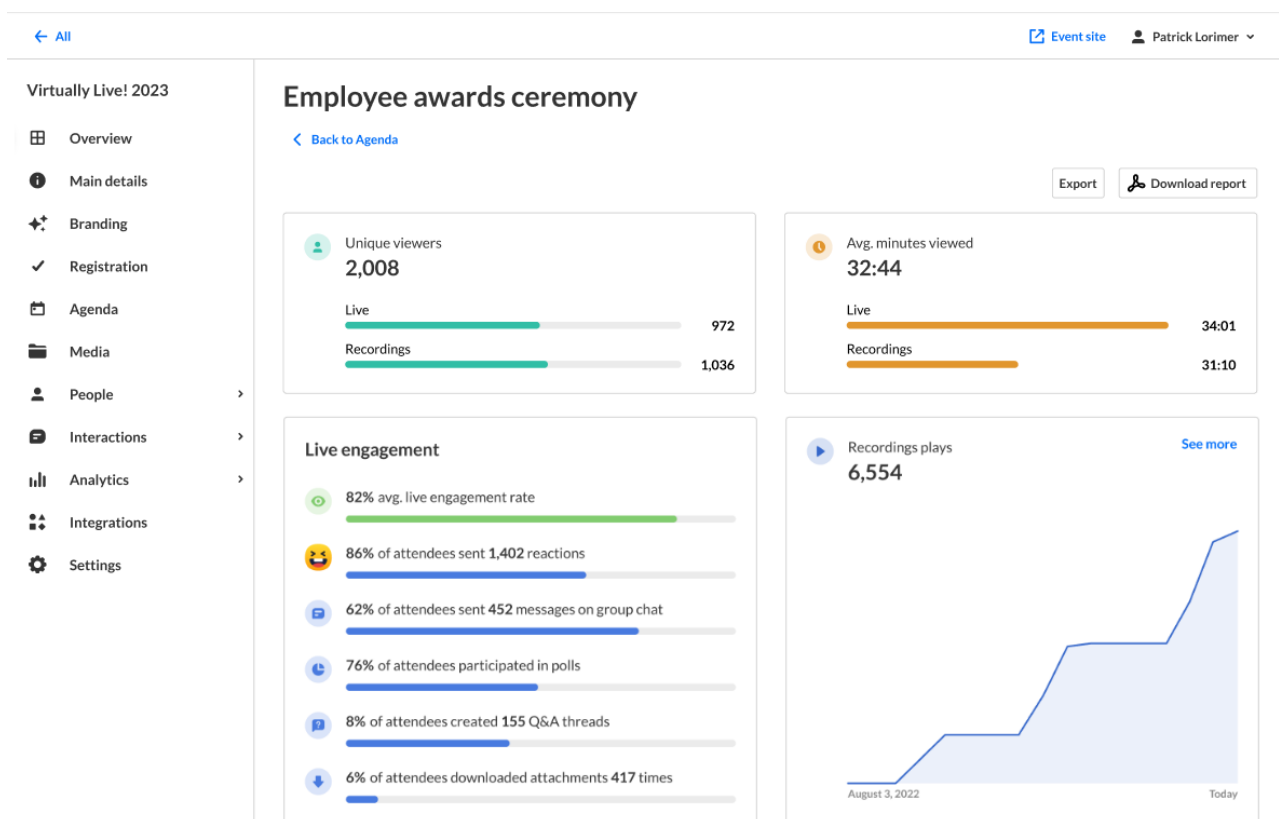 All
Event site
Patrick Lorimer
Virtually Live! 2023
Overview
Main details
Branding
Registration
Agenda
Media
People
Interactions
Analytics
Integrations
Settings
Employee awards ceremony
Back to Agenda
Export
Download report
Unique viewers
2,008
Live
972
Recordings
1,036
Avg. minutes viewed
32:44
Live
34:01
Recordings
31:10
Live engagement
82% avg. live engagement rate
86% of attendees sent 1,402 reactions
62% of attendees sent 452 messages on group chat
76% of attendees participated in polls
8% of attendees created 155 Q&A threads
6% of attendees downloaded attachments 417 times
Recordings plays
See more
6,554
August 3, 2022
Today